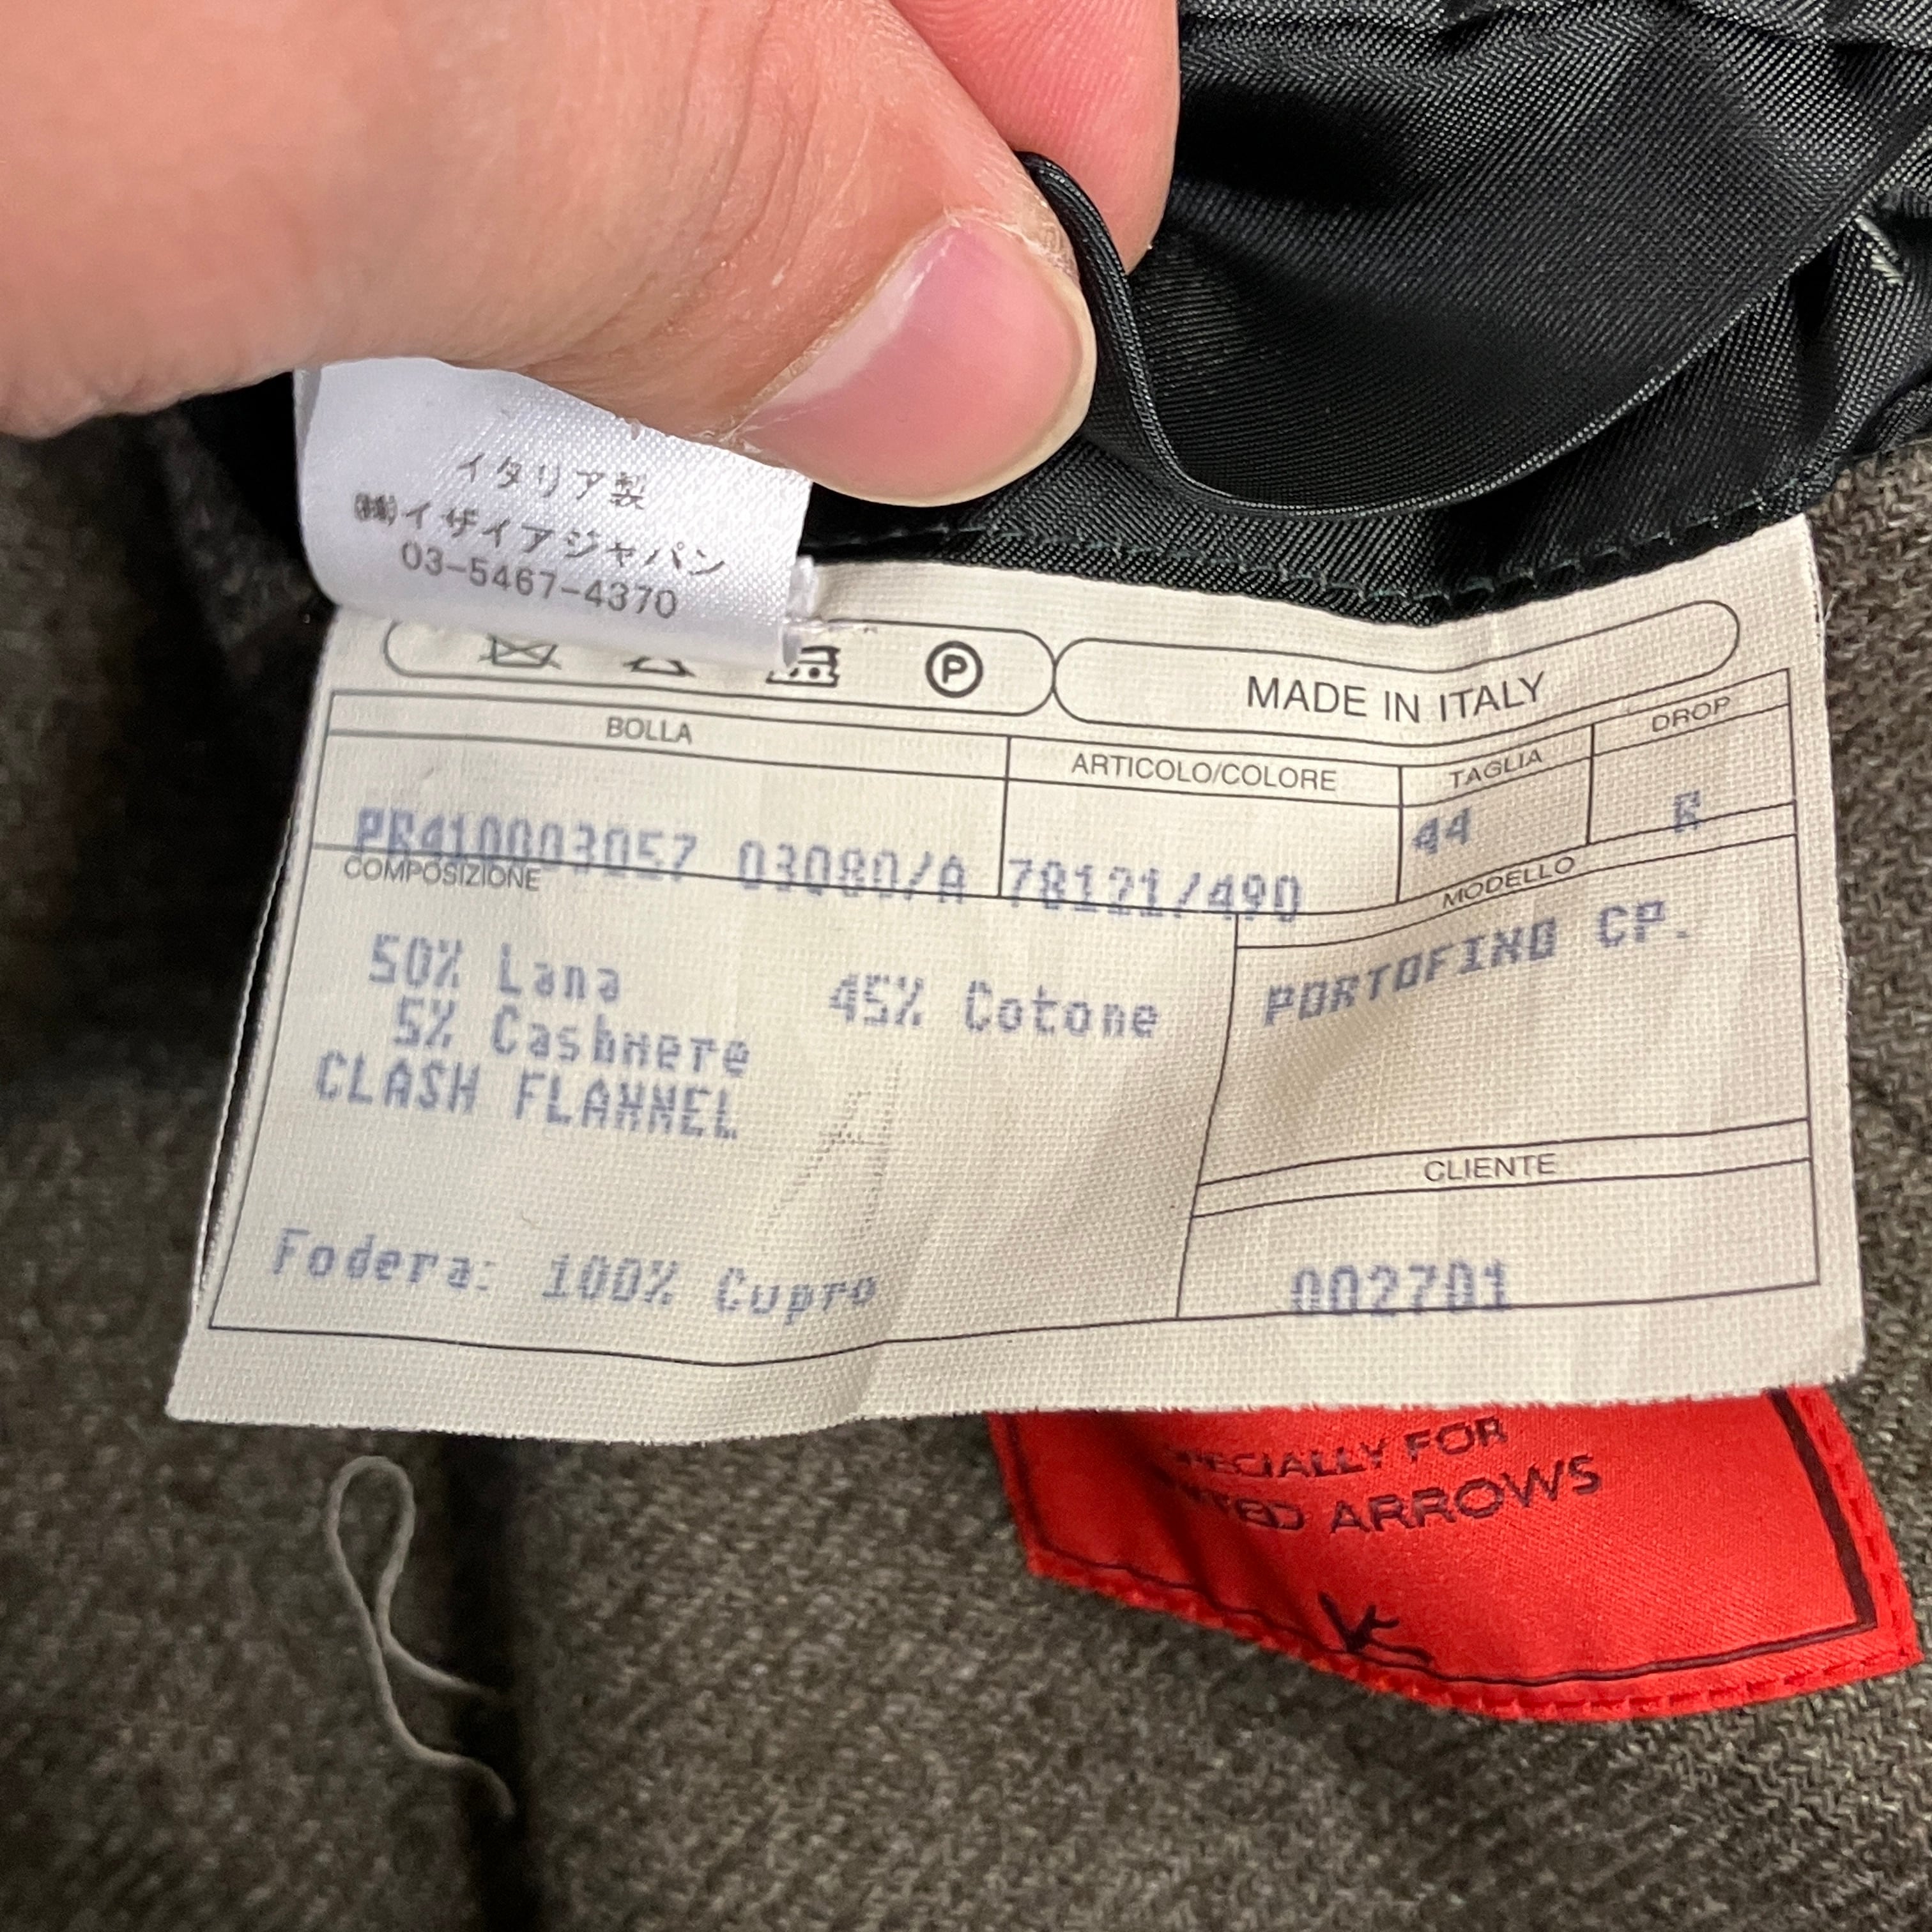 イタリア製
㈱イザイアジャパン
03-5467-4370
P
MADE IN ITALY
BOLLA
ARTICOLO/COLORE
TAGLIA
DROP
PR410003057 03080/A
78121/490
44
R
COMPOSIZIONE
MODELLO
50% Lana 45% Cotone
5% Cashmere
CLASH FLANNEL
PORTOFINO CP.
CLIENTE
Fodera: 100% Cupro
002701
FOR
ARROWS